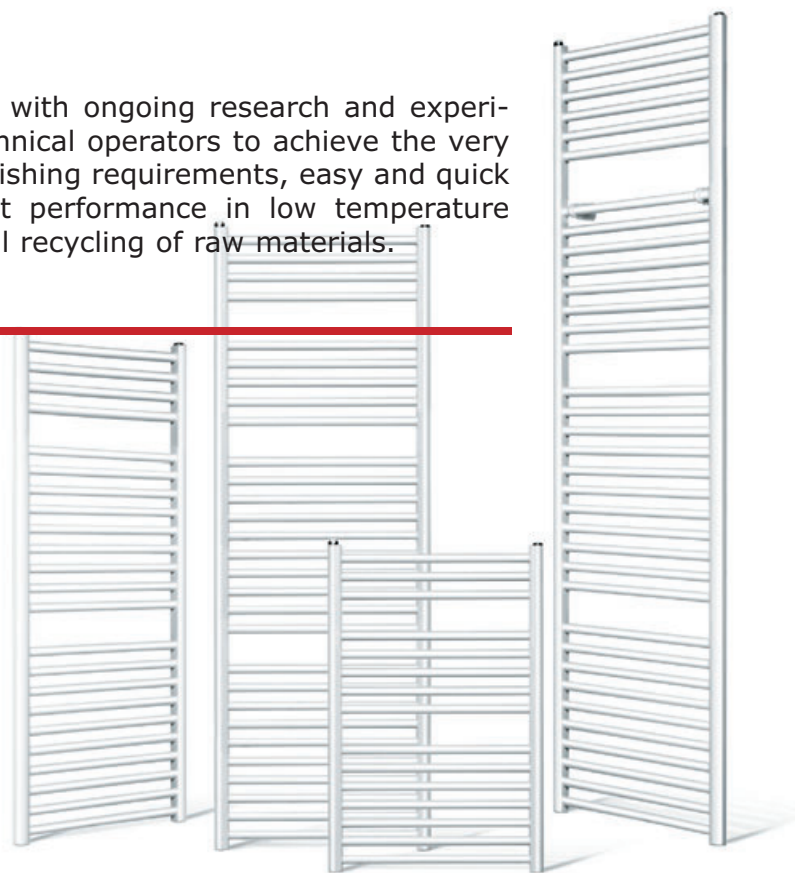 with ongoing research and experi-
hnical operators to achieve the very
ishing requirements, easy and quick
t performance in low temperature
l recycling of raw materials.